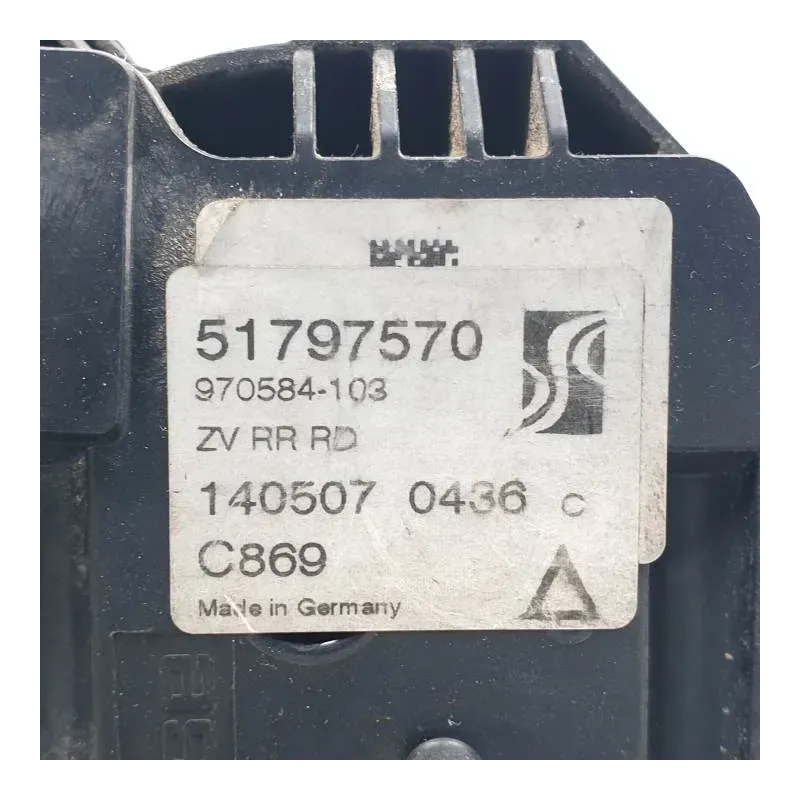 51797570
970584-103
ZV RR RD
140507 0436 C
C869
Made in Germany